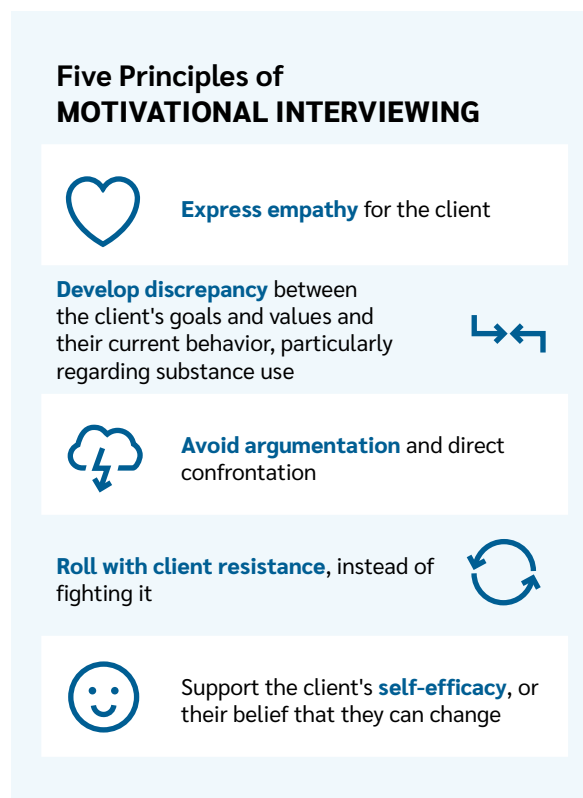 Five Principles of
MOTIVATIONAL INTERVIEWING
Express empathy for the client
Develop discrepancy between
the client's goals and values and
their current behavior, particularly
regarding substance use
Avoid argumentation and direct
confrontation
Roll with client resistance, instead of
fighting it
Support the client's self-efficacy, or
their belief that they can change